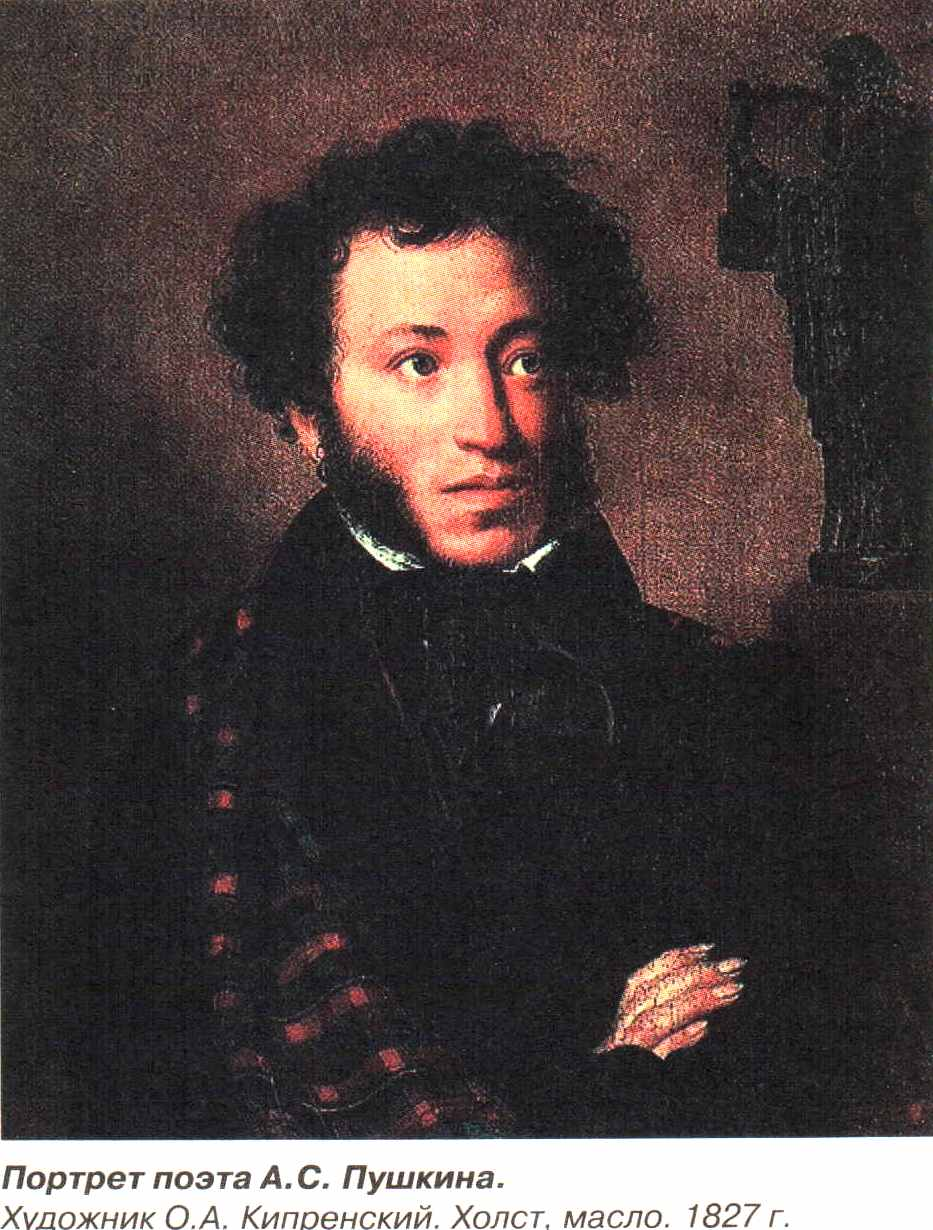 Портрет поэта А.С. Пушкина.
Художник О.А. Кипренский. Холст, масло. 1827 г.